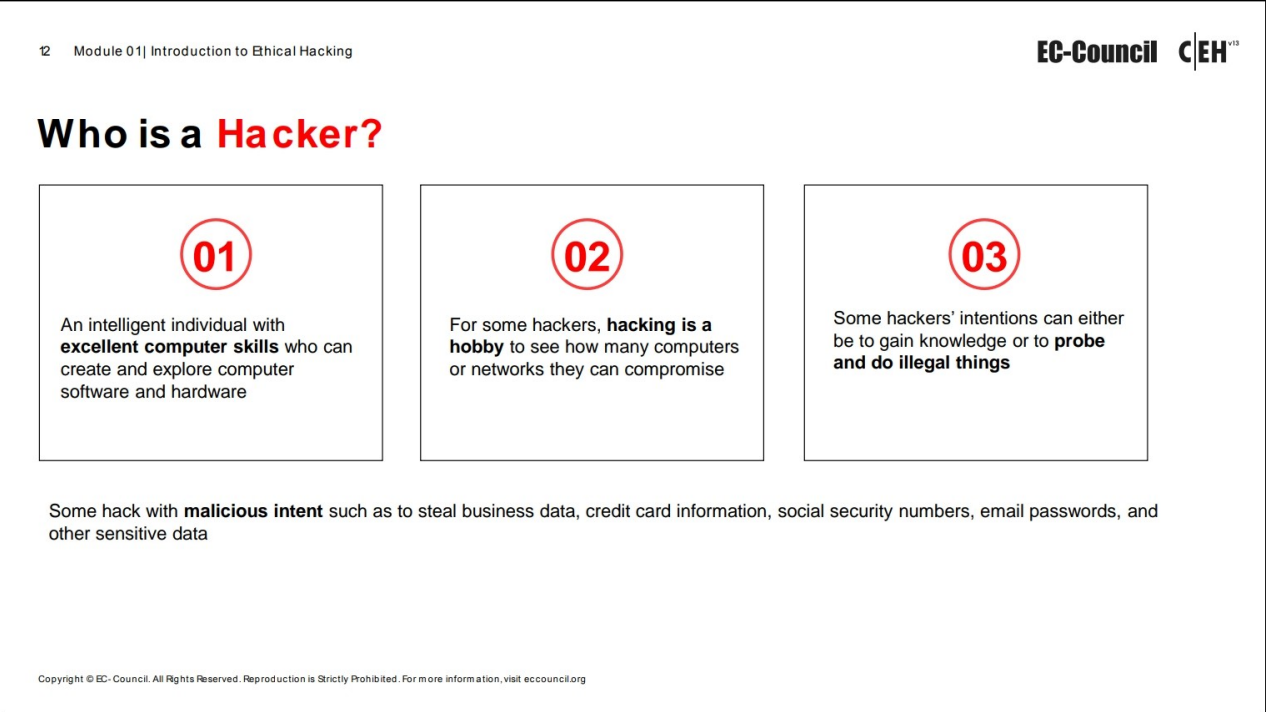 12 Module 01| Introduction to Ethical Hacking
EC-Council C|EH v13
Who is a Hacker?
01
An intelligent individual with
excellent computer skills who can
create and explore computer
software and hardware
02
For some hackers, hacking is a
hobby to see how many computers
or networks they can compromise
03
Some hackers’ intentions can either
be to gain knowledge or to probe
and do illegal things
Some hack with malicious intent such as to steal business data, credit card information, social security numbers, email passwords, and
other sensitive data
Copyright © EC- Council. All Rights Reserved. Reproduction is Strictly Prohibited. For more information, visit eccouncil.org